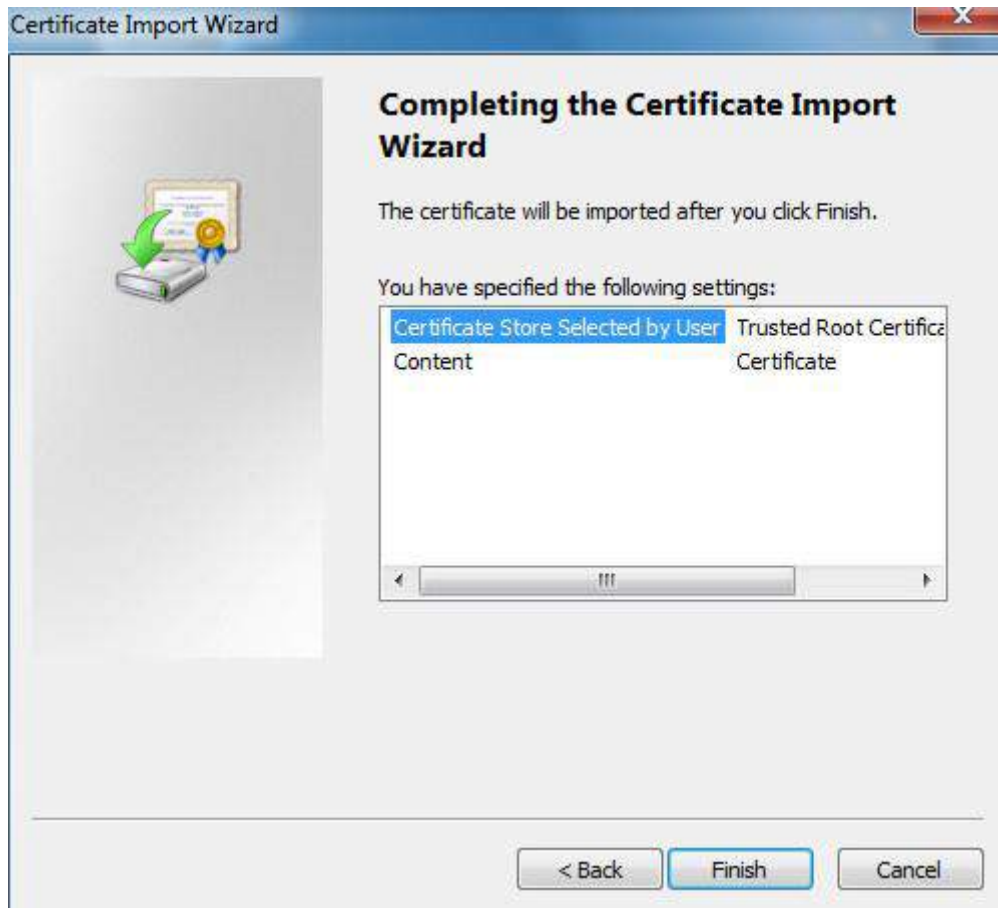 Certificate Import Wizard
Completing the Certificate Import
Wizard
The certificate will be imported after you click Finish.
You have specified the following settings:
Certificate Store Selected by User Trusted Root Certifica
Content Certificate
< Back Finish Cancel